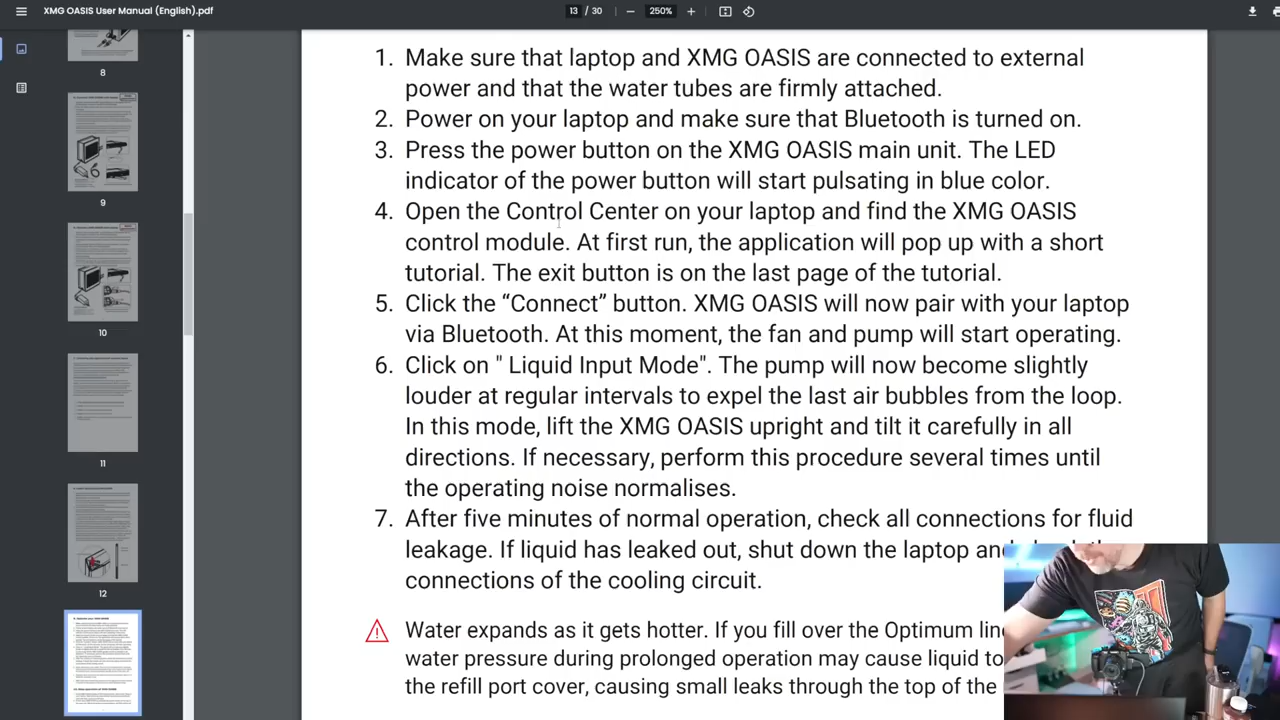 XMG OASIS User Manual (English).pdf
13 / 30
250%
8
9
10
11
12
1. Make sure that laptop and XMG OASIS are connected to external
power and that the water tubes are firmly attached.
2. Power on your laptop and make sure that Bluetooth is turned on.
3. Press the power button on the XMG OASIS main unit. The LED
indicator of the power button will start pulsating in blue color.
4. Open the Control Center on your laptop and find the XMG OASIS
control module. At first run, the application will pop up with a short
tutorial. The exit button is on the last page of the tutorial.
5. Click the “Connect” button. XMG OASIS will now pair with your laptop
via Bluetooth. At this moment, the fan and pump will start operating.
6. Click on "Liquid Input Mode". The pump will now become slightly
louder at regular intervals to expel the last air bubbles from the loop.
In this mode, lift the XMG OASIS upright and tilt it carefully in all
directions. If necessary, perform this procedure several times until
the operating noise normalises.
7. After five minutes of normal operation, check all connections for fluid
leakage. If liquid has leaked out, shut down the laptop and
connections of the cooling circuit.
Water expands as it gets hotter. If you ignore the Optimal filling
water pressure during prolonged operation may cause liquid to
the fill port, causing small leaks through the top of the